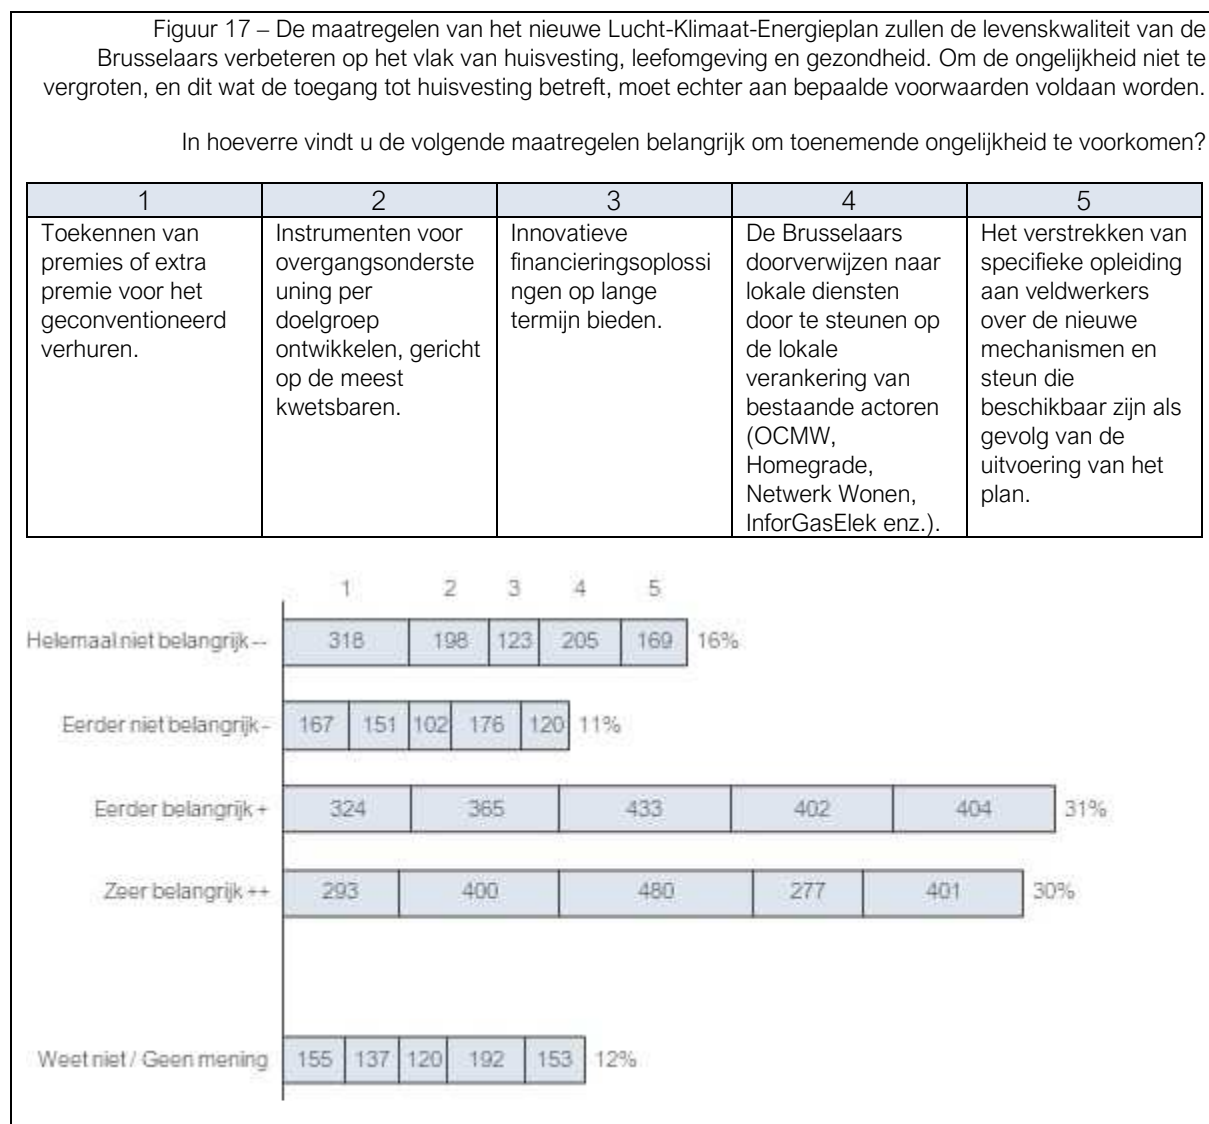 Figuur 17 – De maatregelen van het nieuwe Lucht-Klimaat-Energieplan zullen de levenskwaliteit van de
Brusselaars verbeteren op het vlak van huisvesting, leefomgeving en gezondheid. Om de ongelijkheid niet te
vergroten, en dit wat de toegang tot huisvesting betreft, moet echter aan bepaalde voorwaarden voldaan worden.
In hoeverre vindt u de volgende maatregelen belangrijk om toenemende ongelijkheid te voorkomen?
1
Toekennen van
premies of extra
premie voor het
geconventioneerd
verhuren.
2
Instrumenten voor
overgangsonderste
uning per
doelgroep
ontwikkelen, gericht
op de meest
kwetsbaren.
3
Innovatieve
financieringsoplossi
ngen op lange
termijn bieden.
4
De Brusselaars
doorverwijzen naar
lokale diensten
door te steunen op
de lokale
verankering van
bestaande actoren
(OCMW,
Homegrade,
Netwerk Wonen,
InforGasElek enz.).
5
Het verstrekken van
specifieke opleiding
aan veldwerkers
over de nieuwe
mechanismen en
steun die
beschikbaar zijn als
gevolg van de
uitvoering van het
plan.
1 2 3 4 5
Helemaal niet belangrijk -- 318 198 123 205 169 16%
Eerder niet belangrijk - 167 151 102 176 120 11%
Eerder belangrijk + 324 365 433 402 404 31%
Zeer belangrijk ++ 293 400 480 277 401 30%
Weet niet / Geen mening 155 137 120 192 153 12%